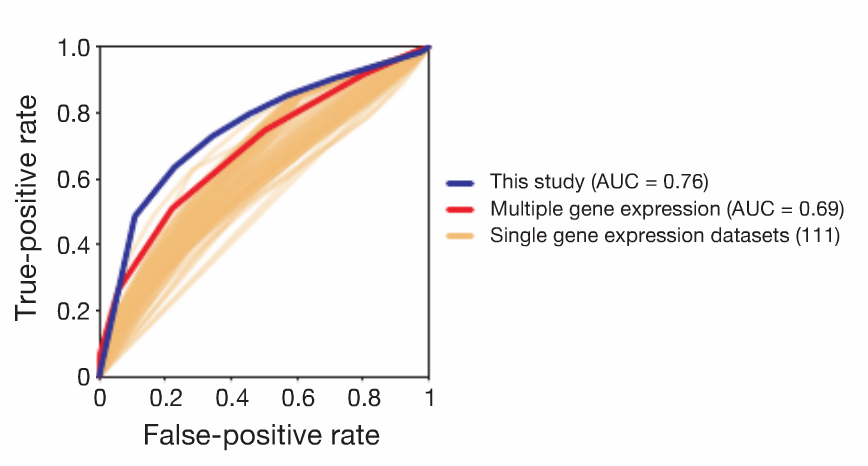 1.0
0.8
0.6
0.4
0.2
0
0 0.2 0.4 0.6 0.8 1
True-positive rate
False-positive rate
This study (AUC = 0.76)
Multiple gene expression (AUC = 0.69)
Single gene expression datasets (111)